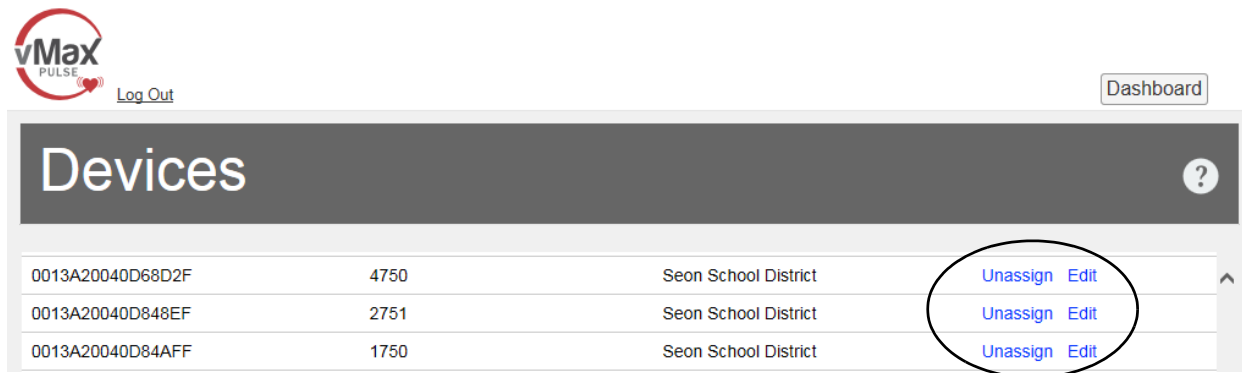 vMax
PULSE
Log Out
Dashboard
Devices
?
0013A20040D68D2F 4750 Seon School District Unassign Edit
0013A20040D848EF 2751 Seon School District Unassign Edit
0013A20040D84AFF 1750 Seon School District Unassign Edit